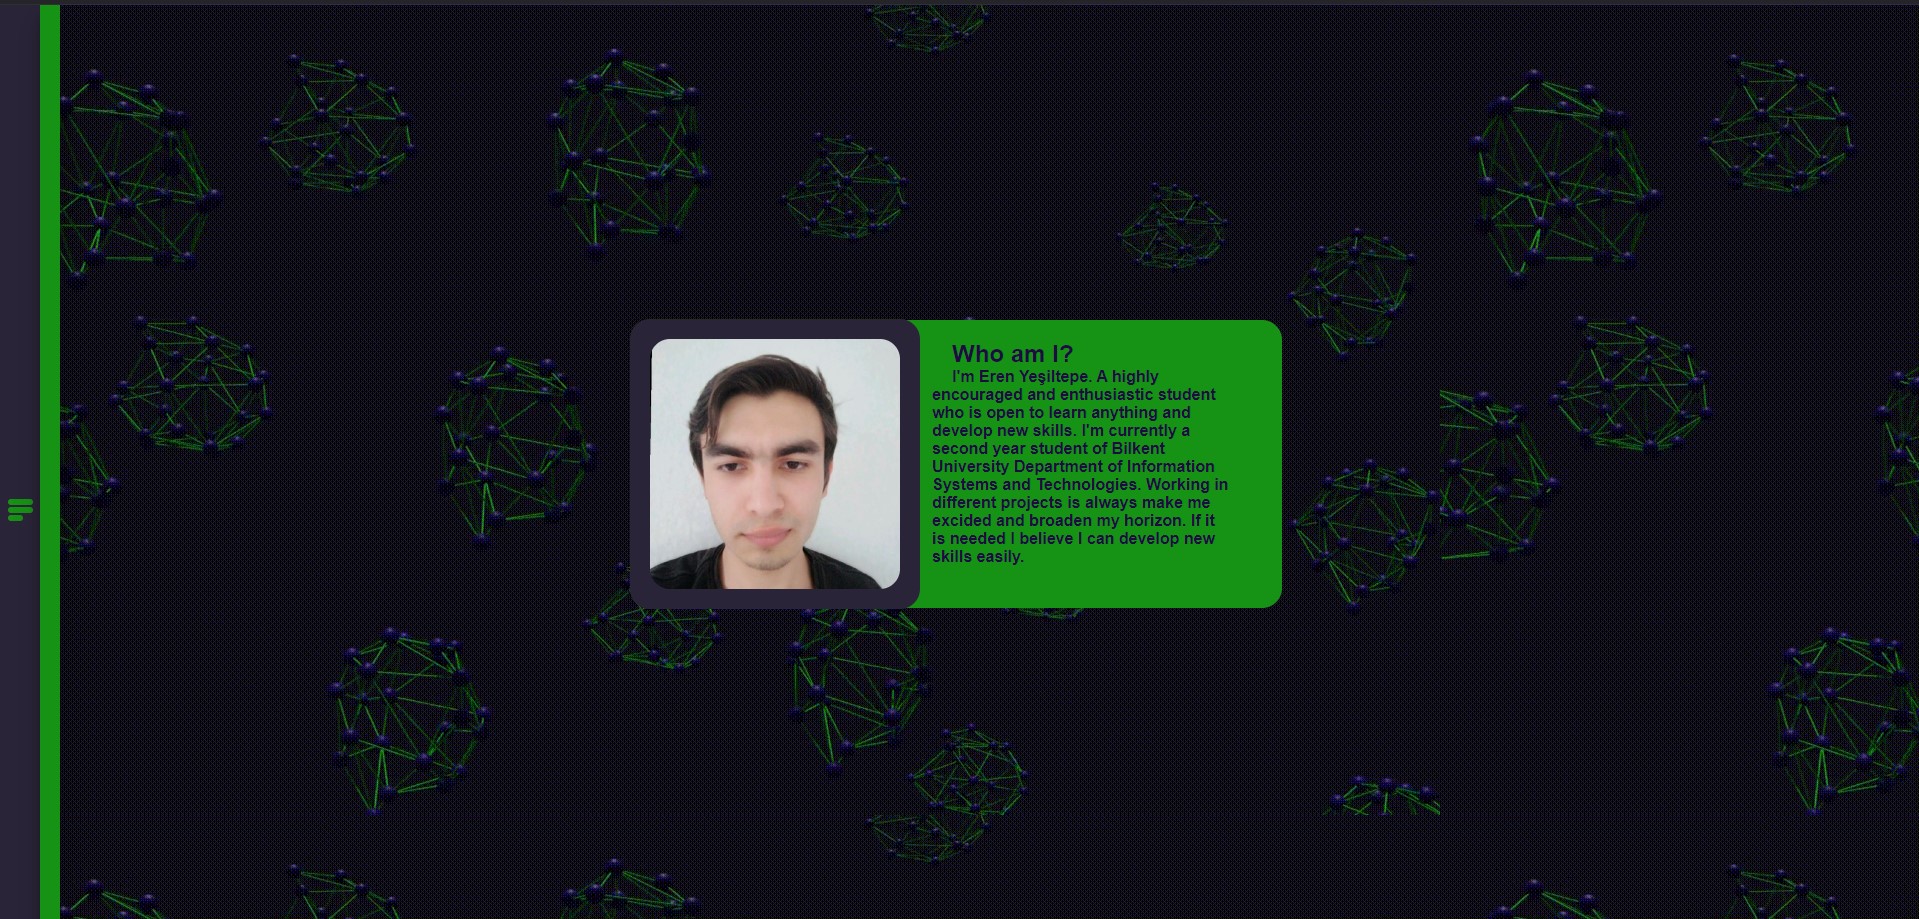 Who am I?
I'm Eren Yeşiltepe. A highly
encouraged and enthusiastic student
who is open to learn anything and
develop new skills. I'm currently a
second year student of Bilkent
University Department of Information
Systems and Technologies. Working in
different projects is always make me
excided and broaden my horizon. If it
is needed I believe I can develop new
skills easily.